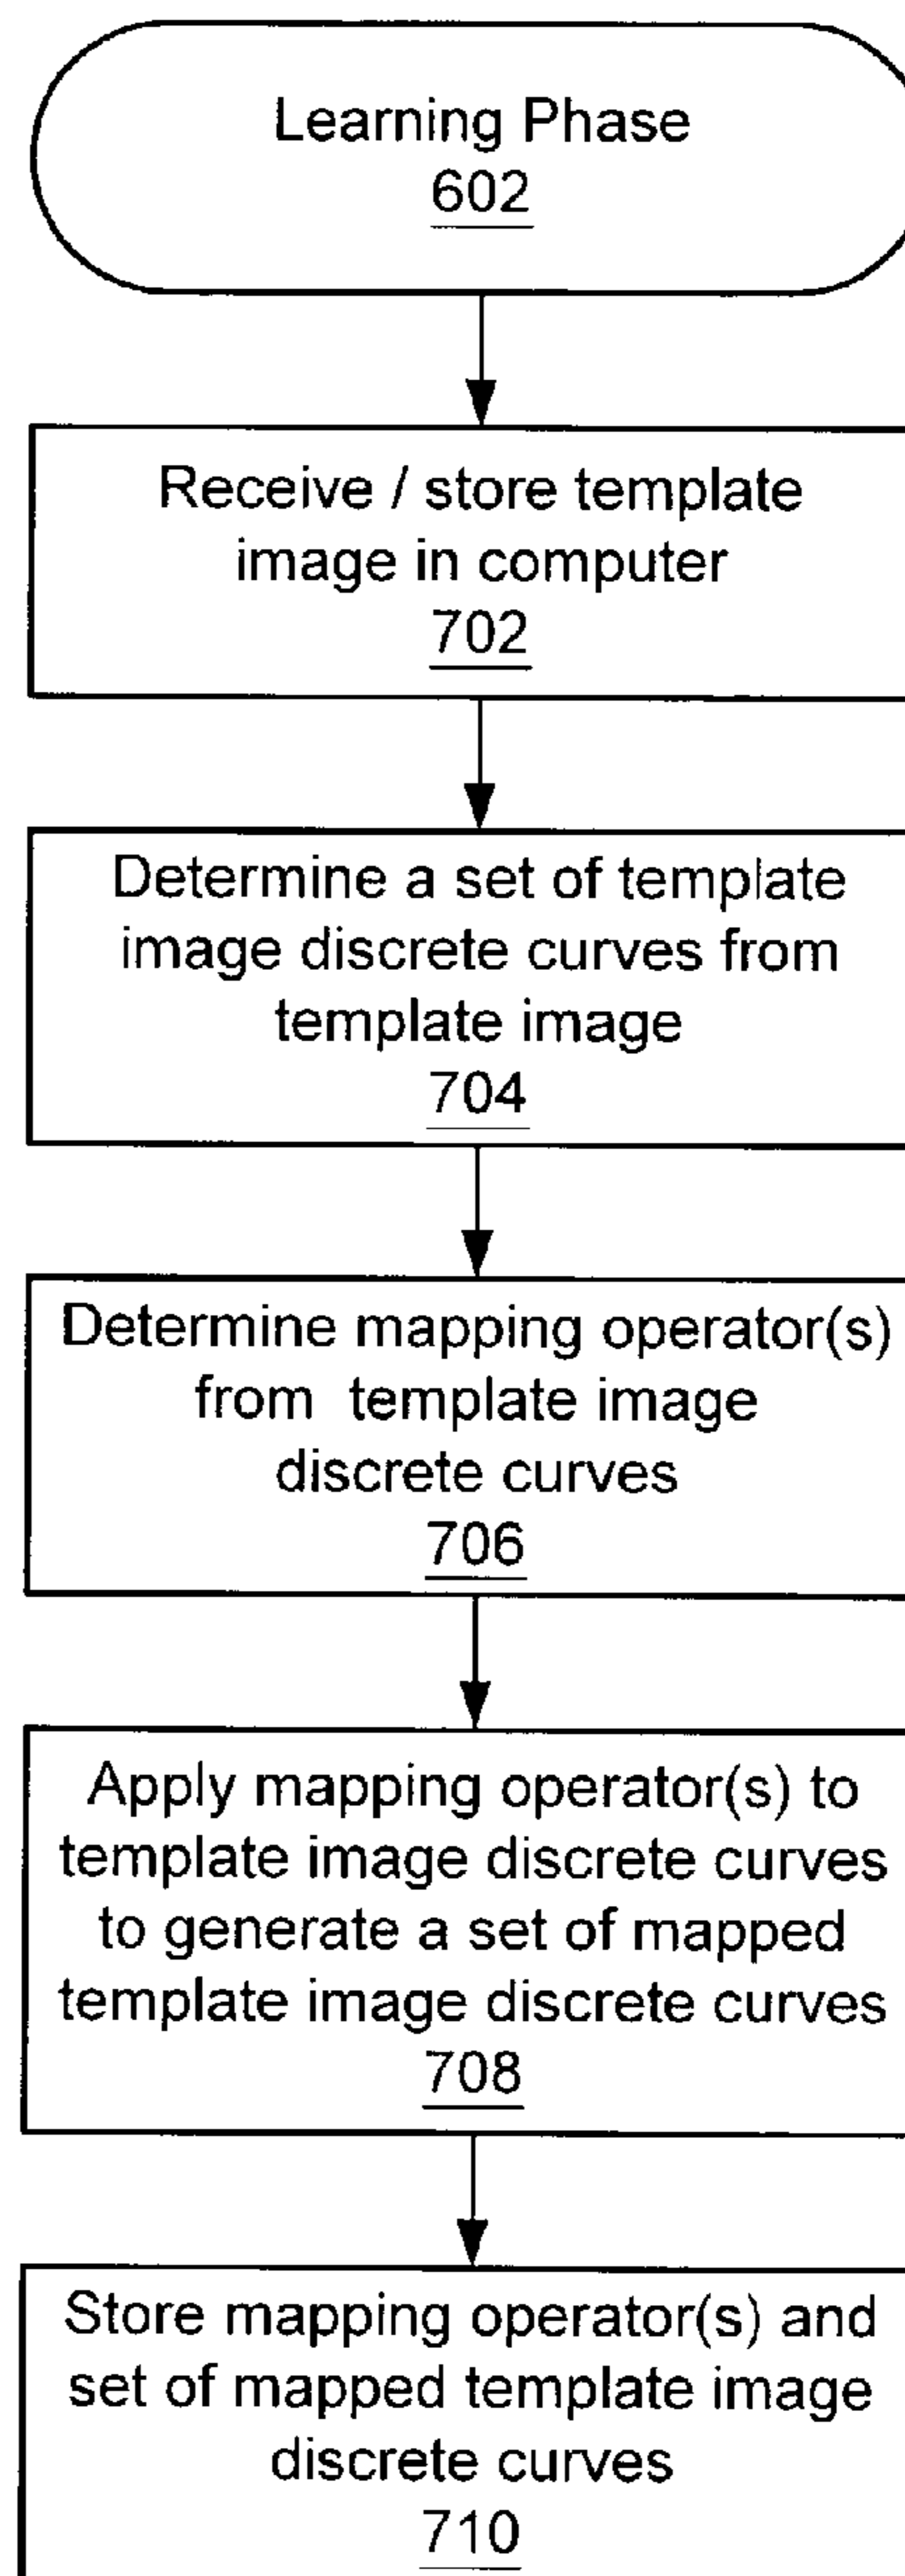 Learning Phase
602
Receive / store template
image in computer
702
Determine a set of template
image discrete curves from
template image
704
Determine mapping operator(s)
from template image
discrete curves
706
Apply mapping operator(s) to
template image discrete curves
to generate a set of mapped
template image discrete curves
708
Store mapping operator(s) and
set of mapped template image
discrete curves
710